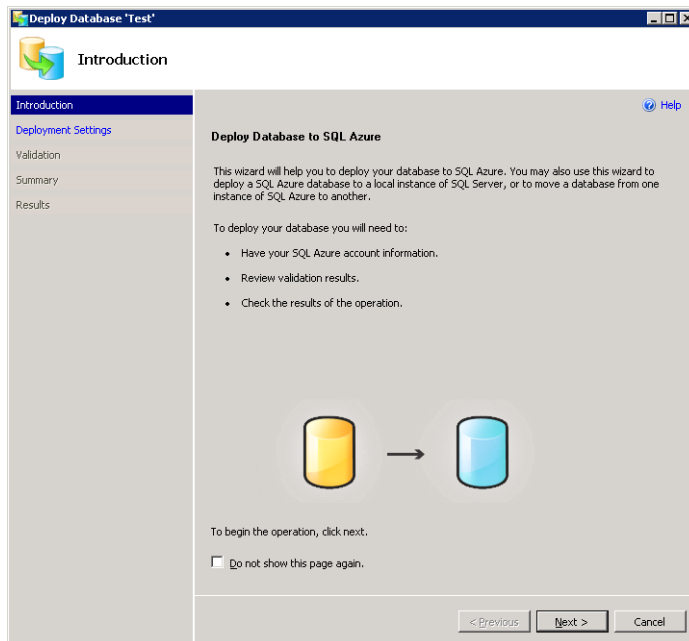 Deploy Database 'Test'
Introduction
Introduction
Help
Deployment Settings
Deploy Database to SQL Azure
Validation
This wizard will help you to deploy your database to SQL Azure. You may also use this wizard to
Summary
deploy a SQL Azure database to a local instance of SQL Server, or to move a database from one
instance of SQL Azure to another.
Results
To deploy your database you will need to:
• Have your SQL Azure account information.
• Review validation results.
• Check the results of the operation.
To begin the operation, click next.
Do not show this page again.
< Previous
Next >
Cancel